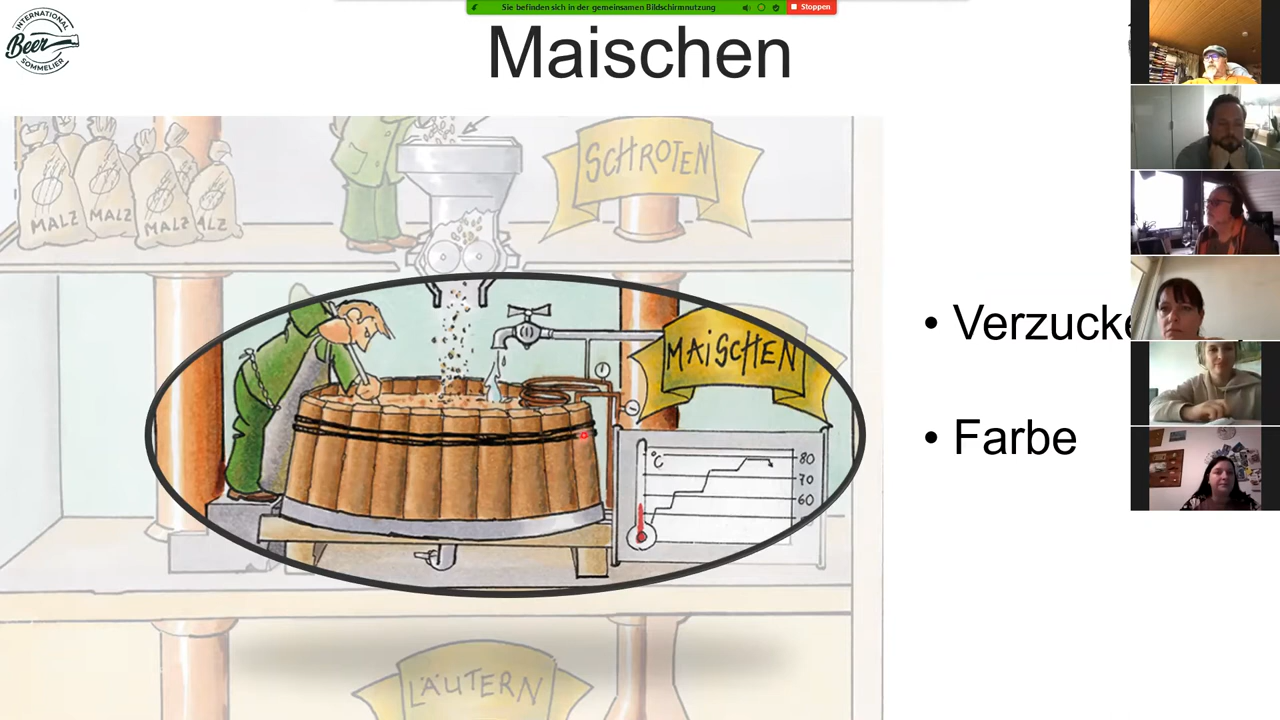 Sie befinden sich in der gemeinsamen Bildschirmnutzung
Stoppen
INTERNATIONAL
Beer
SOMMELIER
Maischen
SCHROTEN
MALZ
MALZ
MALZ
ALZ
MAISCHEN
°C
80
70
60
• Verzucke
• Farbe
LÄUTERN